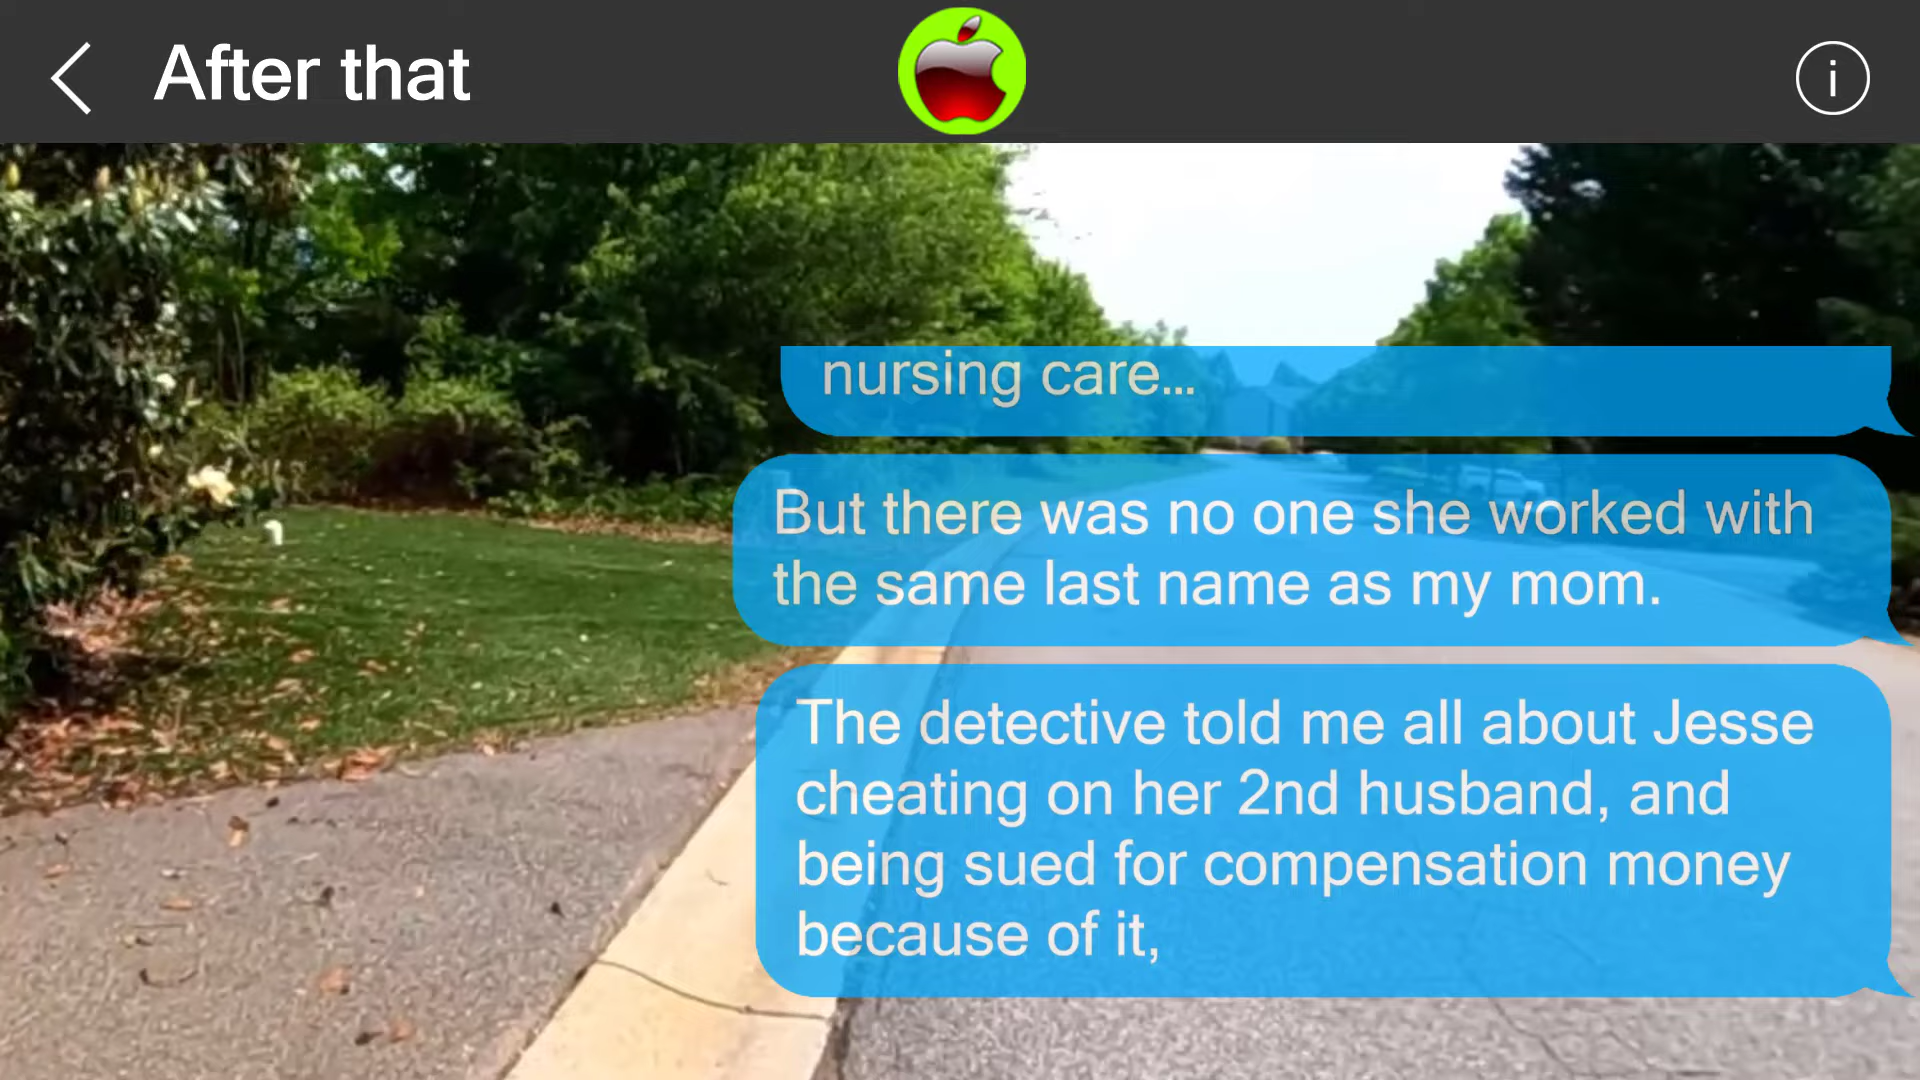 After that
nursing care...
But there was no one she worked with
the same last name as my mom.
The detective told me all about Jesse
cheating on her 2nd husband, and
being sued for compensation money
because of it,